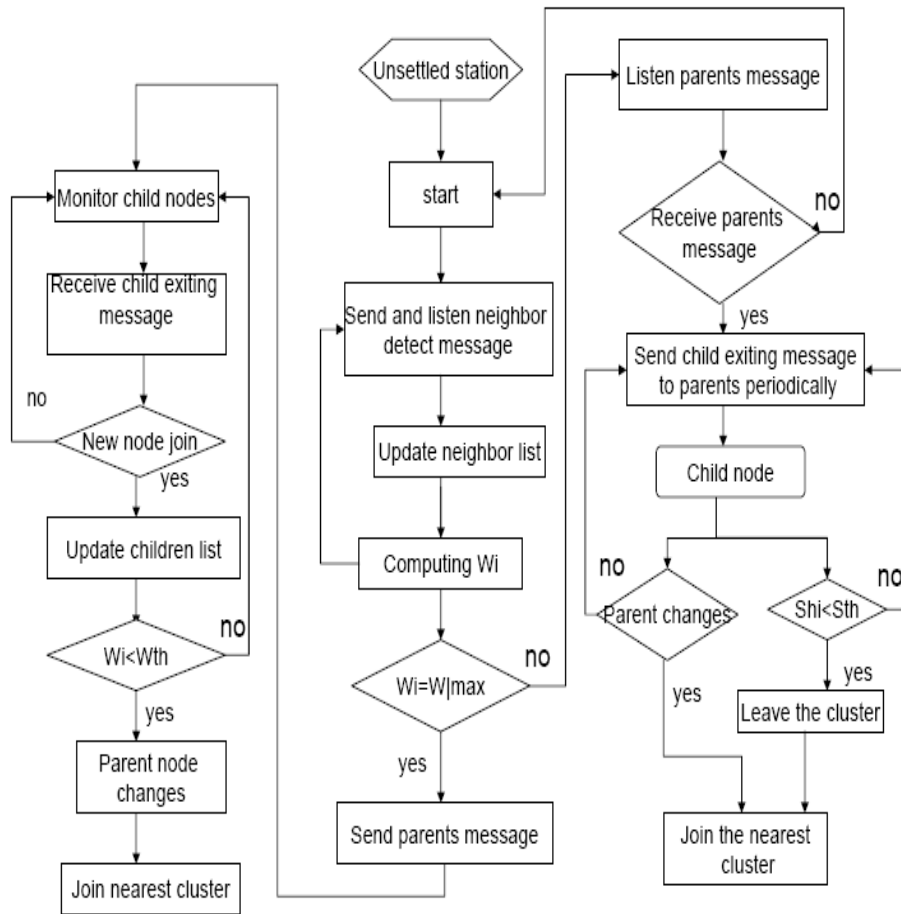 Unsettled station
start
Send and listen neighbor
detect message
Update neighbor list
Computing Wi
Wi=W|max
no
yes
Send parents message
Monitor child nodes
Receive child exiting
message
no
New node join
yes
Update children list
Wi<Wth
no
yes
Parent node
changes
Join nearest cluster
Listen parents message
Receive parents
message
no
yes
Send child exiting message
to parents periodically
Child node
no
Parent changes
yes
Shi<Sth
no
yes
Leave the cluster
Join the nearest
cluster